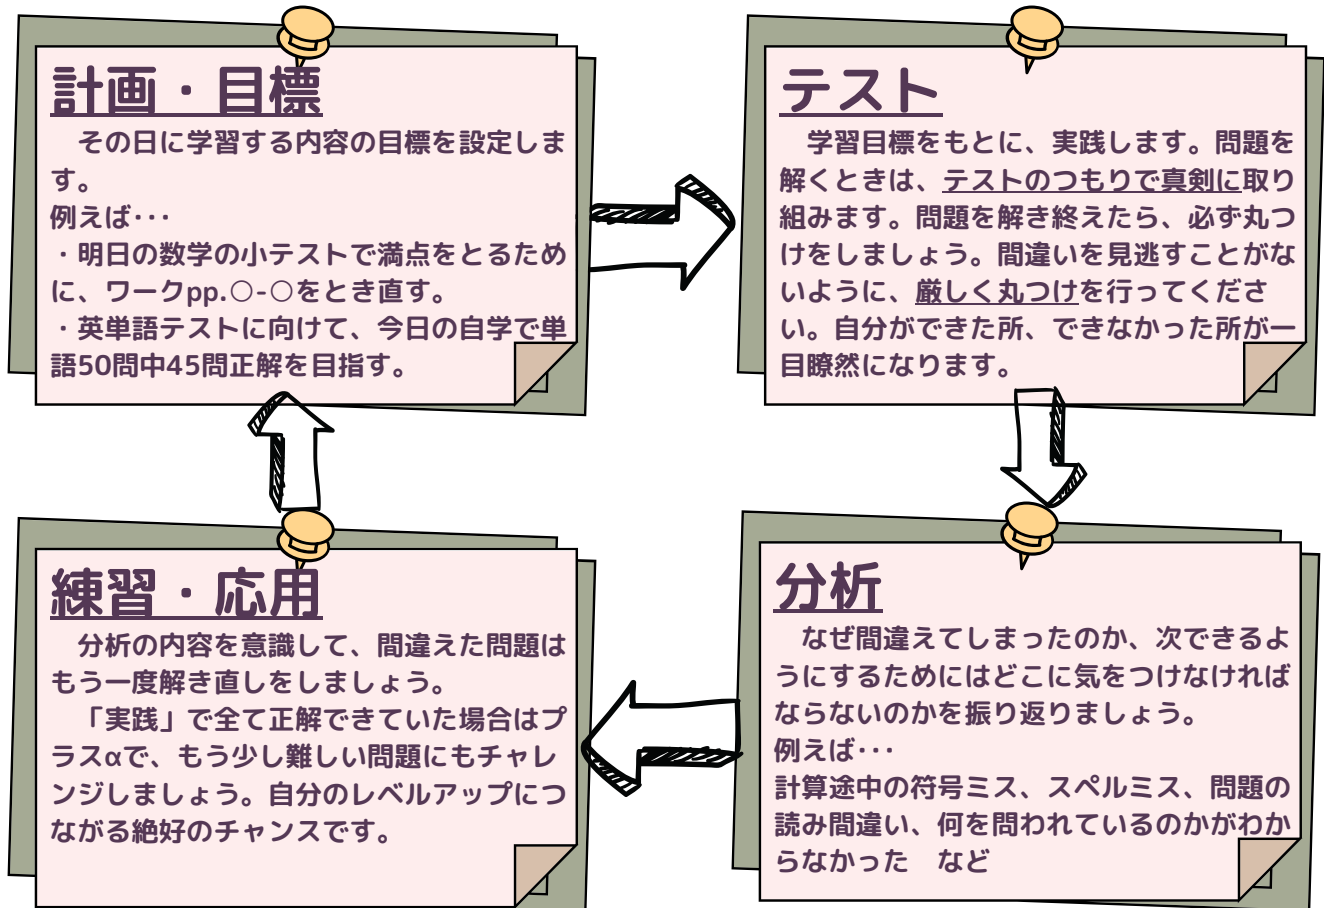 計画・目標
　その日に学習する内容の目標を設定しま
す。
例えば･･･
・明日の数学の小テストで満点をとるため
に、ワークpp.○-○をとき直す。
・英単語テストに向けて、今日の自学で単
語50問中45問正解を目指す。
テスト
　学習目標をもとに、実践します。問題を
解くときは、テストのつもりで真剣に取り
組みます。問題を解き終えたら、必ず丸つ
けをしましょう。間違いを見逃すことがな
いように、厳しく丸つけを行ってくださ
い。自分ができた所、できなかった所が一
目瞭然になります。
分析
　なぜ間違えてしまったのか、次できるよ
うにするためにはどこに気をつけなければ
ならないのかを振り返りましょう。
例えば･･･
計算途中の符号ミス、スペルミス、問題の
読み間違い、何を問われているのかがわか
らなかった　など
練習・応用
　分析の内容を意識して、間違えた問題は
もう一度解き直しをしましょう。
　「実践」で全て正解できていた場合はプ
ラスαで、もう少し難しい問題にもチャレ
ンジしましょう。自分のレベルアップにつ
ながる絶好のチャンスです。